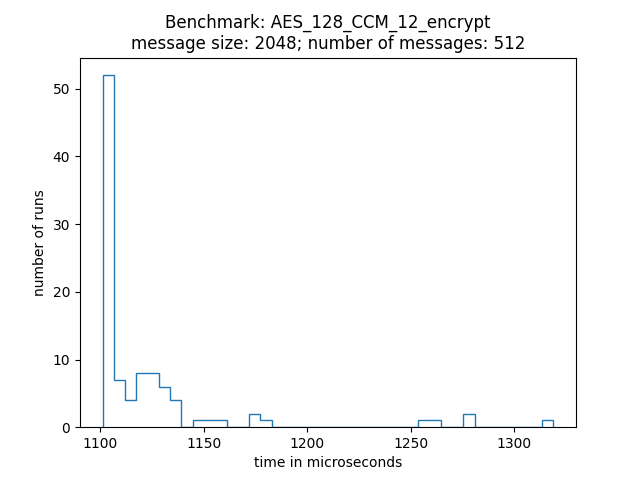 Benchmark: AES_128_CCM_12_encrypt
message size: 2048; number of messages: 512
50
40
30
20
10
0
number of runs
1100 1150 1200 1250 1300
time in microseconds